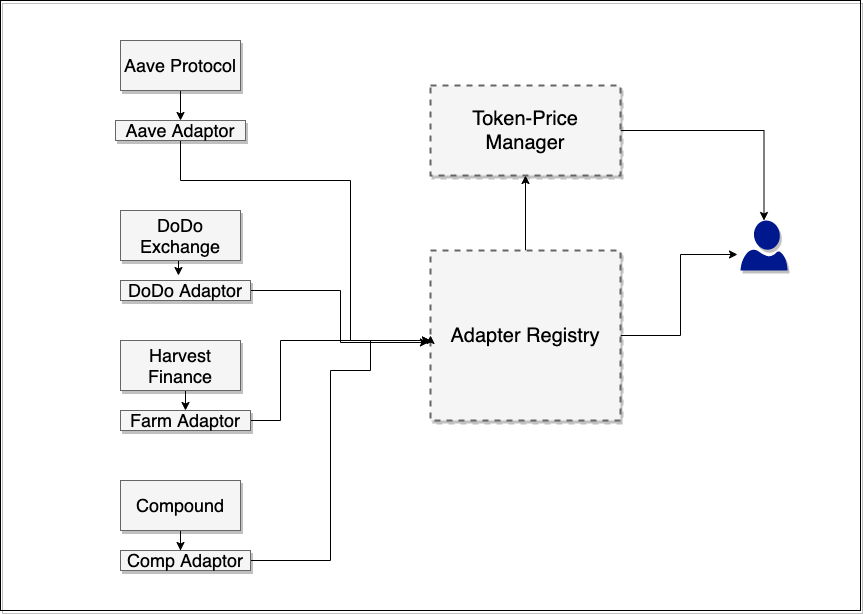 Aave Protocol
Aave Adaptor
DoDo
Exchange
DoDo Adaptor
Harvest
Finance
Farm Adaptor
Compound
Comp Adaptor
Token-Price
Manager
Adapter Registry